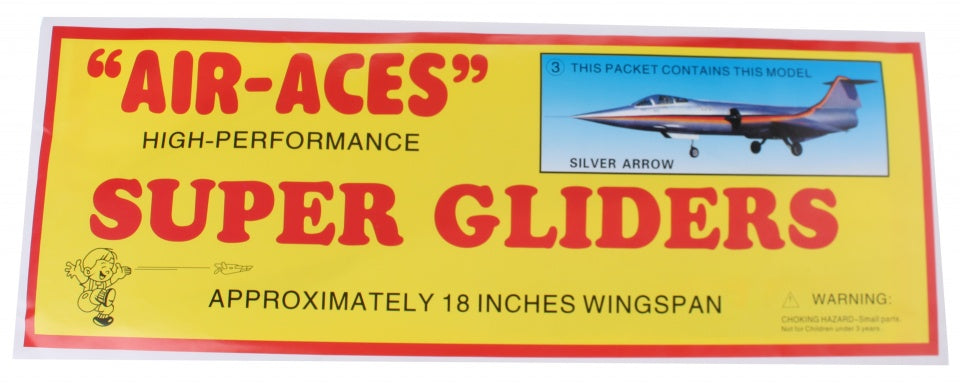 "AIR-ACES"
HIGH-PERFORMANCE
3 THIS PACKET CONTAINS THIS MODEL
SILVER ARROW
SUPER GLIDERS
APPROXIMATELY 18 INCHES WINGSPAN
⚠ WARNING:
CHOKING HAZARD-Small parts.
Not for Children under 3 years.